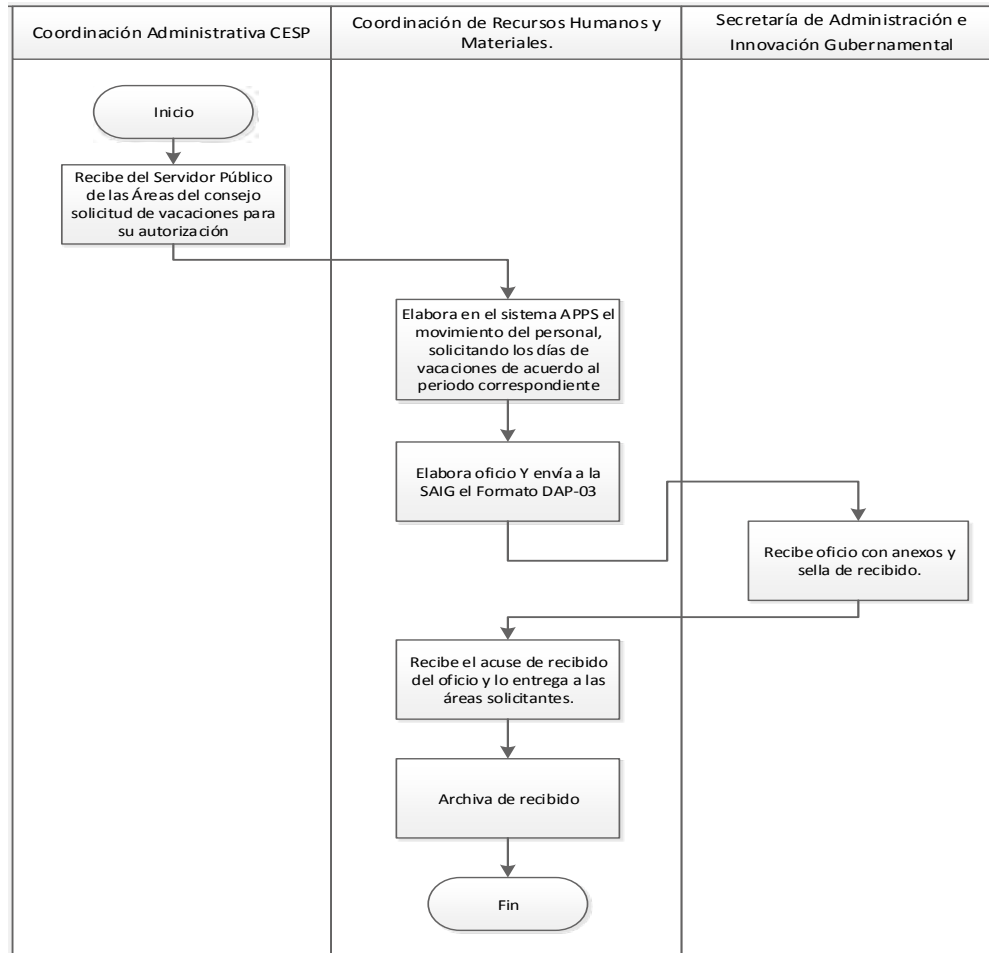 Coordinación Administrativa CESP
Coordinación de Recursos Humanos y
Materiales.
Secretaría de Administración e
Innovación Gubernamental
Inicio
Recibe del Servidor Público
de las Áreas del consejo
solicitud de vacaciones para
su autorización
Elabora en el sistema APPS el
movimiento del personal,
solicitando los días de
vacaciones de acuerdo al
periodo correspondiente
Elabora oficio Y envía a la
SAIG el Formato DAP-03
Recibe oficio con anexos y
sella de recibido.
Recibe el acuse de recibido
del oficio y lo entrega a las
áreas solicitantes.
Archiva de recibido
Fin